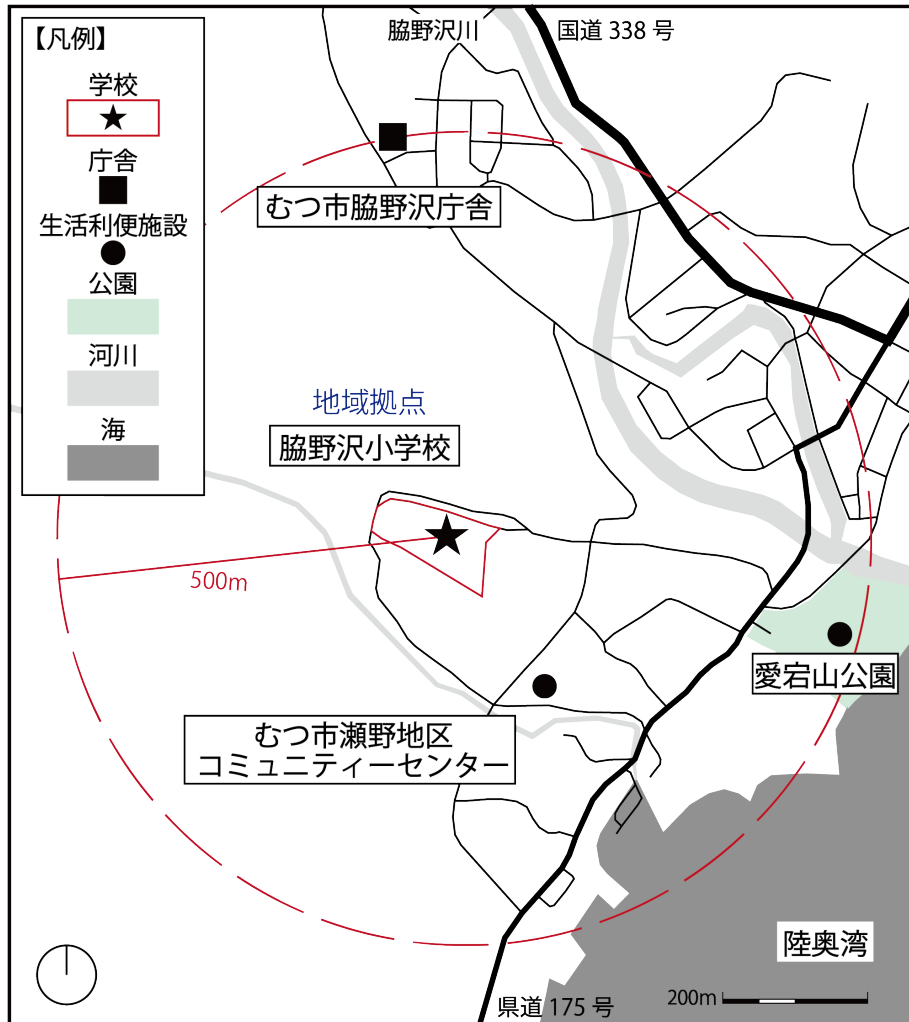 【凡例】
学校
庁舎
生活利便施設
公園
河川
海
脇野沢川
国道 338 号
むつ市脇野沢庁舎
地域拠点
脇野沢小学校
500m
愛宕山公園
むつ市瀬野地区
コミュニティーセンター
陸奥湾
県道 175 号
200m